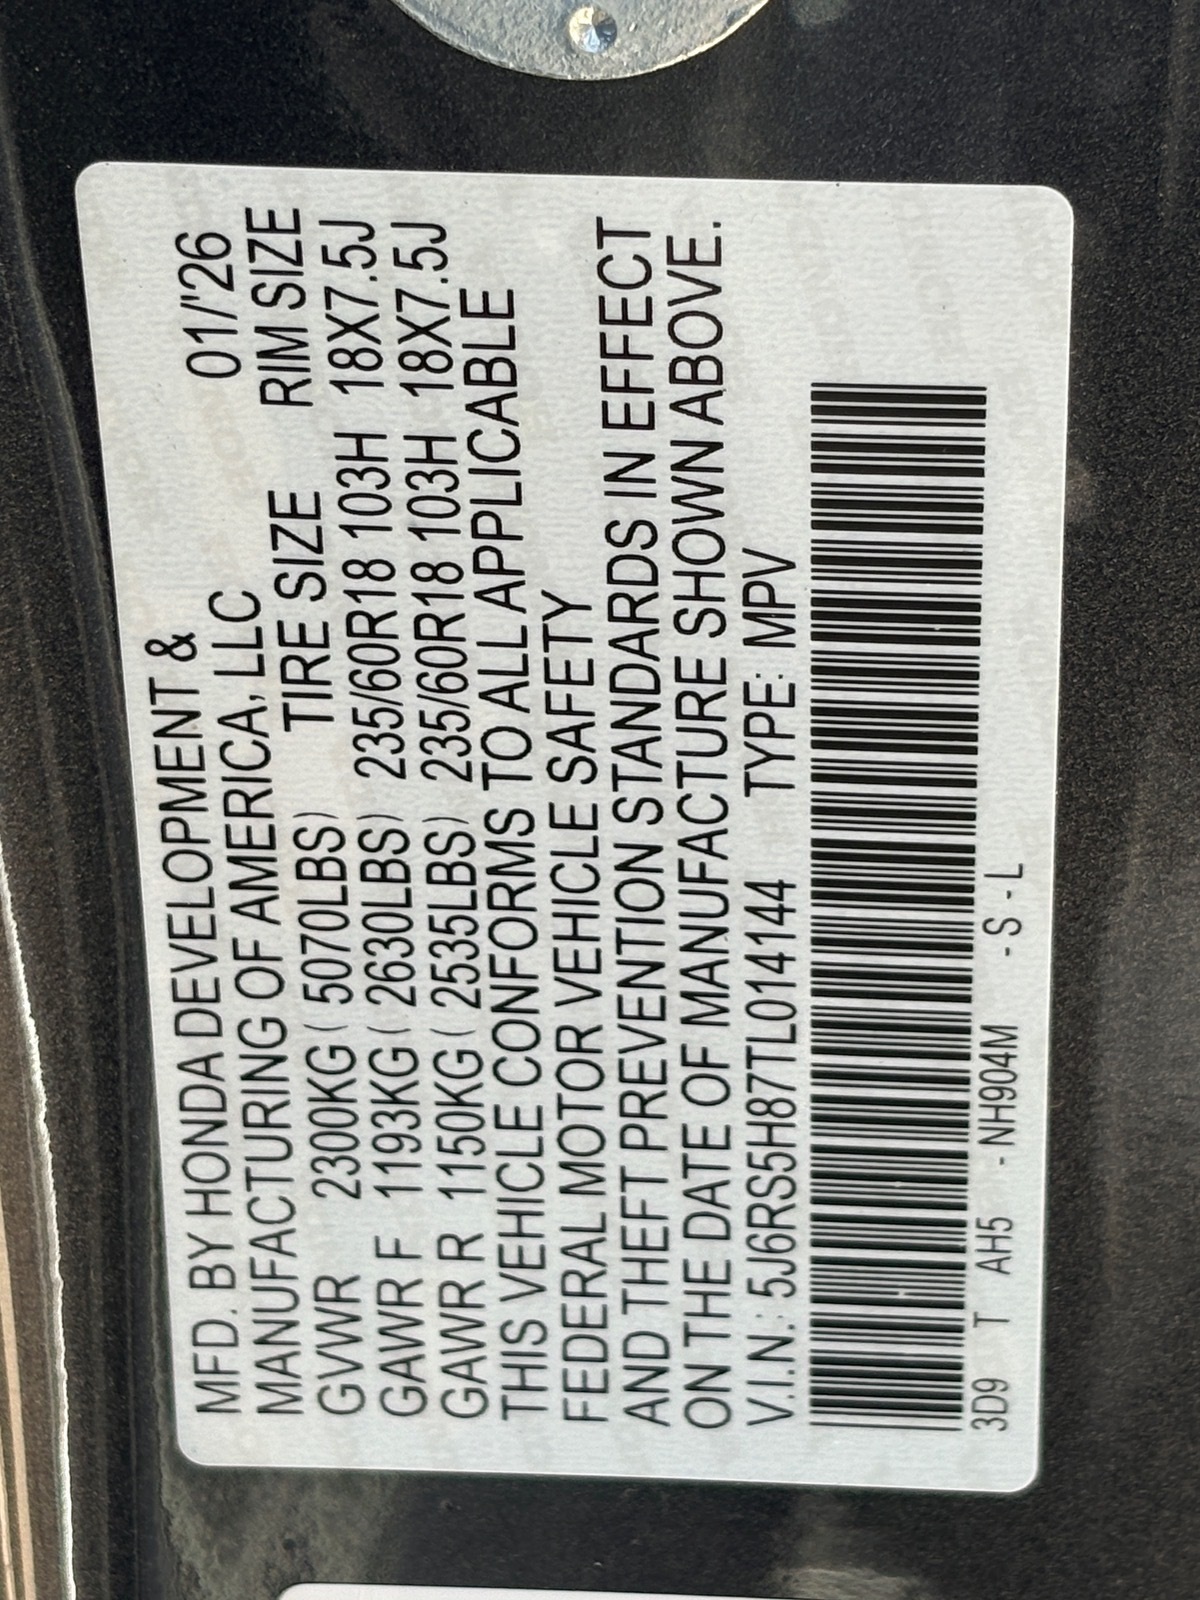 MFD. BY HONDA DEVELOPMENT &
MANUFACTURING OF AMERICA, LLC 01/'26
TIRE SIZE RIM SIZE
GVWR 2300KG ( 5070LBS)
GAWR F 1193KG ( 2630LBS) 235/60R18 103H 18X7.5J
GAWR R 1150KG ( 2535LBS) 235/60R18 103H 18X7.5J
THIS VEHICLE CONFORMS TO ALL APPLICABLE
FEDERAL MOTOR VEHICLE SAFETY
AND THEFT PREVENTION STANDARDS IN EFFECT
ON THE DATE OF MANUFACTURE SHOWN ABOVE.
V.I.N.: 5J6RS5H87TL014144 TYPE: MPV
3D9 T AH5 - NH904M - S - L